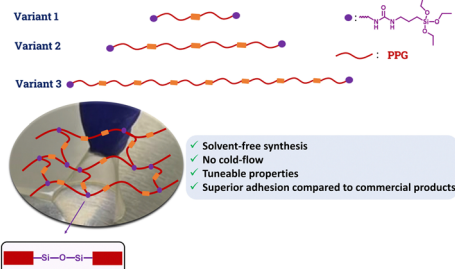 Variant 1
Variant 2
Variant 3
: 
N
H
O
N
H
Si
O
O
O
: PPG
✓ Solvent-free synthesis
✓ No cold-flow
✓ Tuneable properties
✓ Superior adhesion compared to commercial products
Si—O—Si